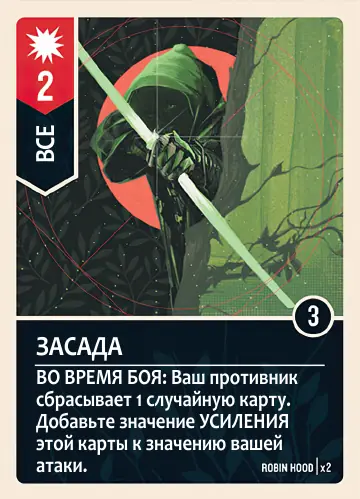 2
ВСЕ
3
ЗАСАДА
ВО ВРЕМЯ БОЯ: Ваш противник
сбрасывает 1 случайную карту.
Добавьте значение УСИЛЕНИЯ
этой карты к значению вашей
атаки.
ROBIN HOOD | x2